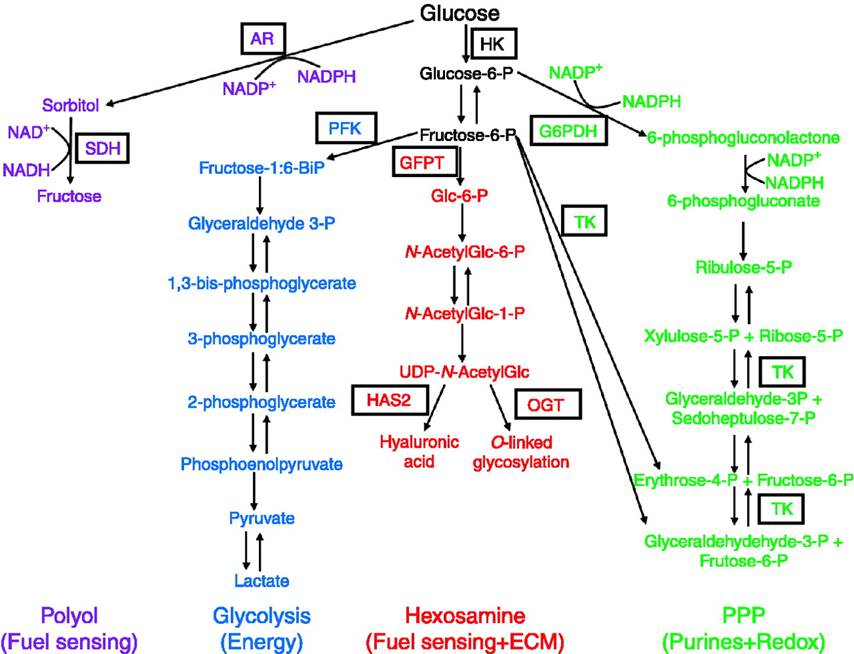 Glucose
AR
HK
NADP+
NADPH
Glucose-6-P
NADP+
NADPH
Sorbitol
NAD+
SDH
NADH
Fructose
PFK
Fructose-6-P
G6PDH
6-phosphogluconolactone
NADP+
NADPH
6-phosphogluconate
Fructose-1:6-BiP
GFPT
Glc-6-P
TK
Glyceraldehyde 3-P
N-AcetylGlc-6-P
Ribulose-5-P
1,3-bis-phosphoglycerate
N-AcetylGlc-1-P
3-phosphoglycerate
Xylulose-5-P + Ribose-5-P
UDP-N-AcetylGlc
TK
2-phosphoglycerate
HAS2
OGT
Glyceraldehyde-3P +
Sedoheptulose-7-P
Hyaluronic
acid
O-linked
glycosylation
Phosphoenolpyruvate
Erythrose-4-P + Fructose-6-P
TK
Pyruvate
Glyceraldehydehyde-3-P +
Frutose-6-P
Lactate
Polyol
(Fuel sensing)
Glycolysis
(Energy)
Hexosamine
(Fuel sensing+ECM)
PPP
(Purines+Redox)